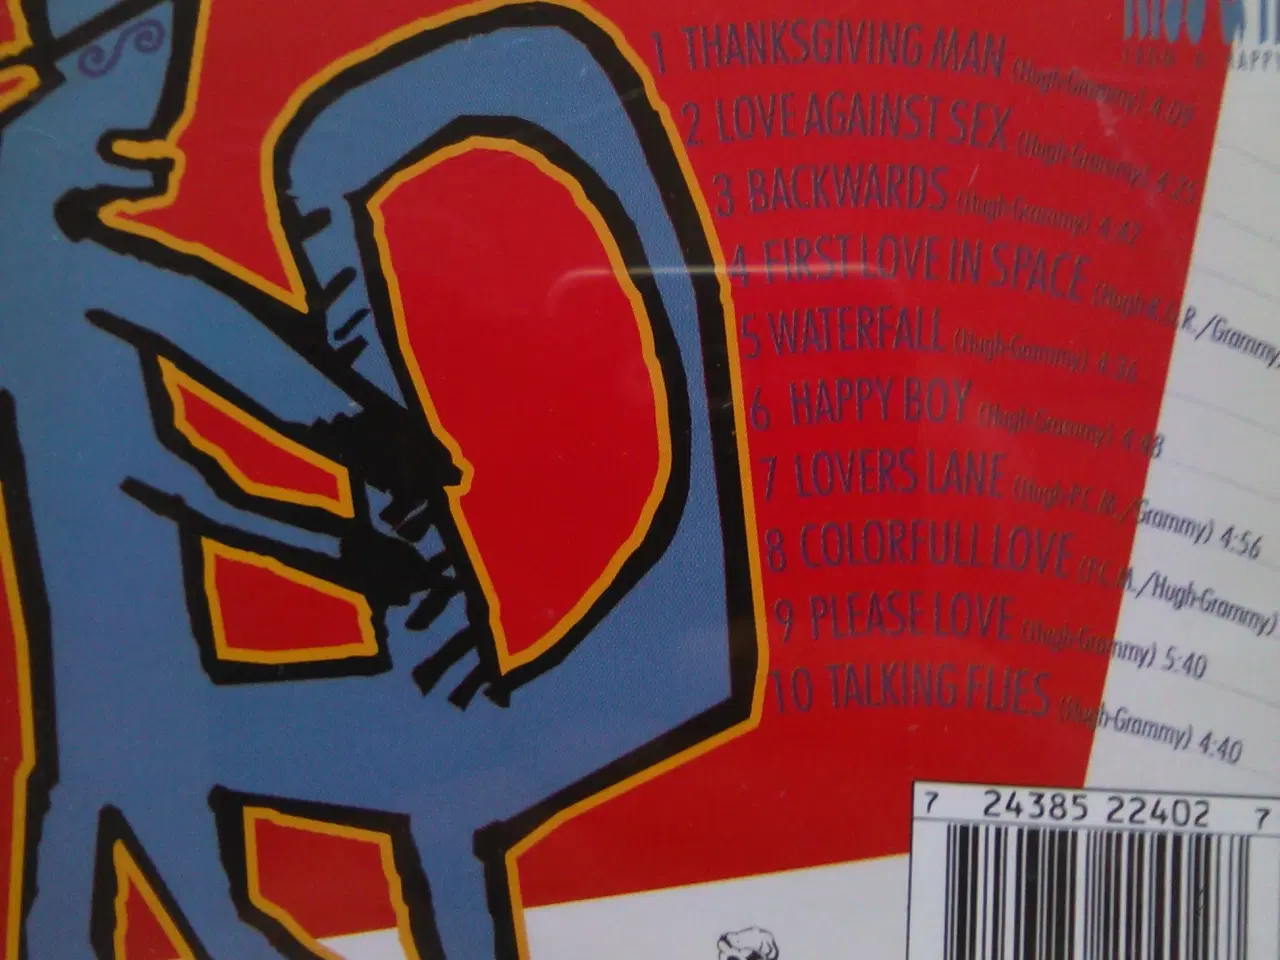 1 THANKSGIVING MAN (Hugh-Grammy) 4:09
2 LOVE AGAINST SEX (Hugh-Grammy) 4:25
3 BACKWARDS (Hugh-Grammy) 4:42
4 FIRST LOVE IN SPACE (Hugh-K.O.R./Grammy
5 WATERFALL (Hugh-Grammy) 4:36
6 HAPPY BOY (Hugh-Grammy) 4:48
7 LOVERS LANE (Hugh-P.C.M./Grammy) 4:56
8 COLORFULL LOVE (P.C.M./Hugh-Grammy)
9 PLEASE LOVE (Hugh-Grammy) 5:40
10 TALKING FLIES (Hugh-Grammy) 4:40
7 24385 22402 7